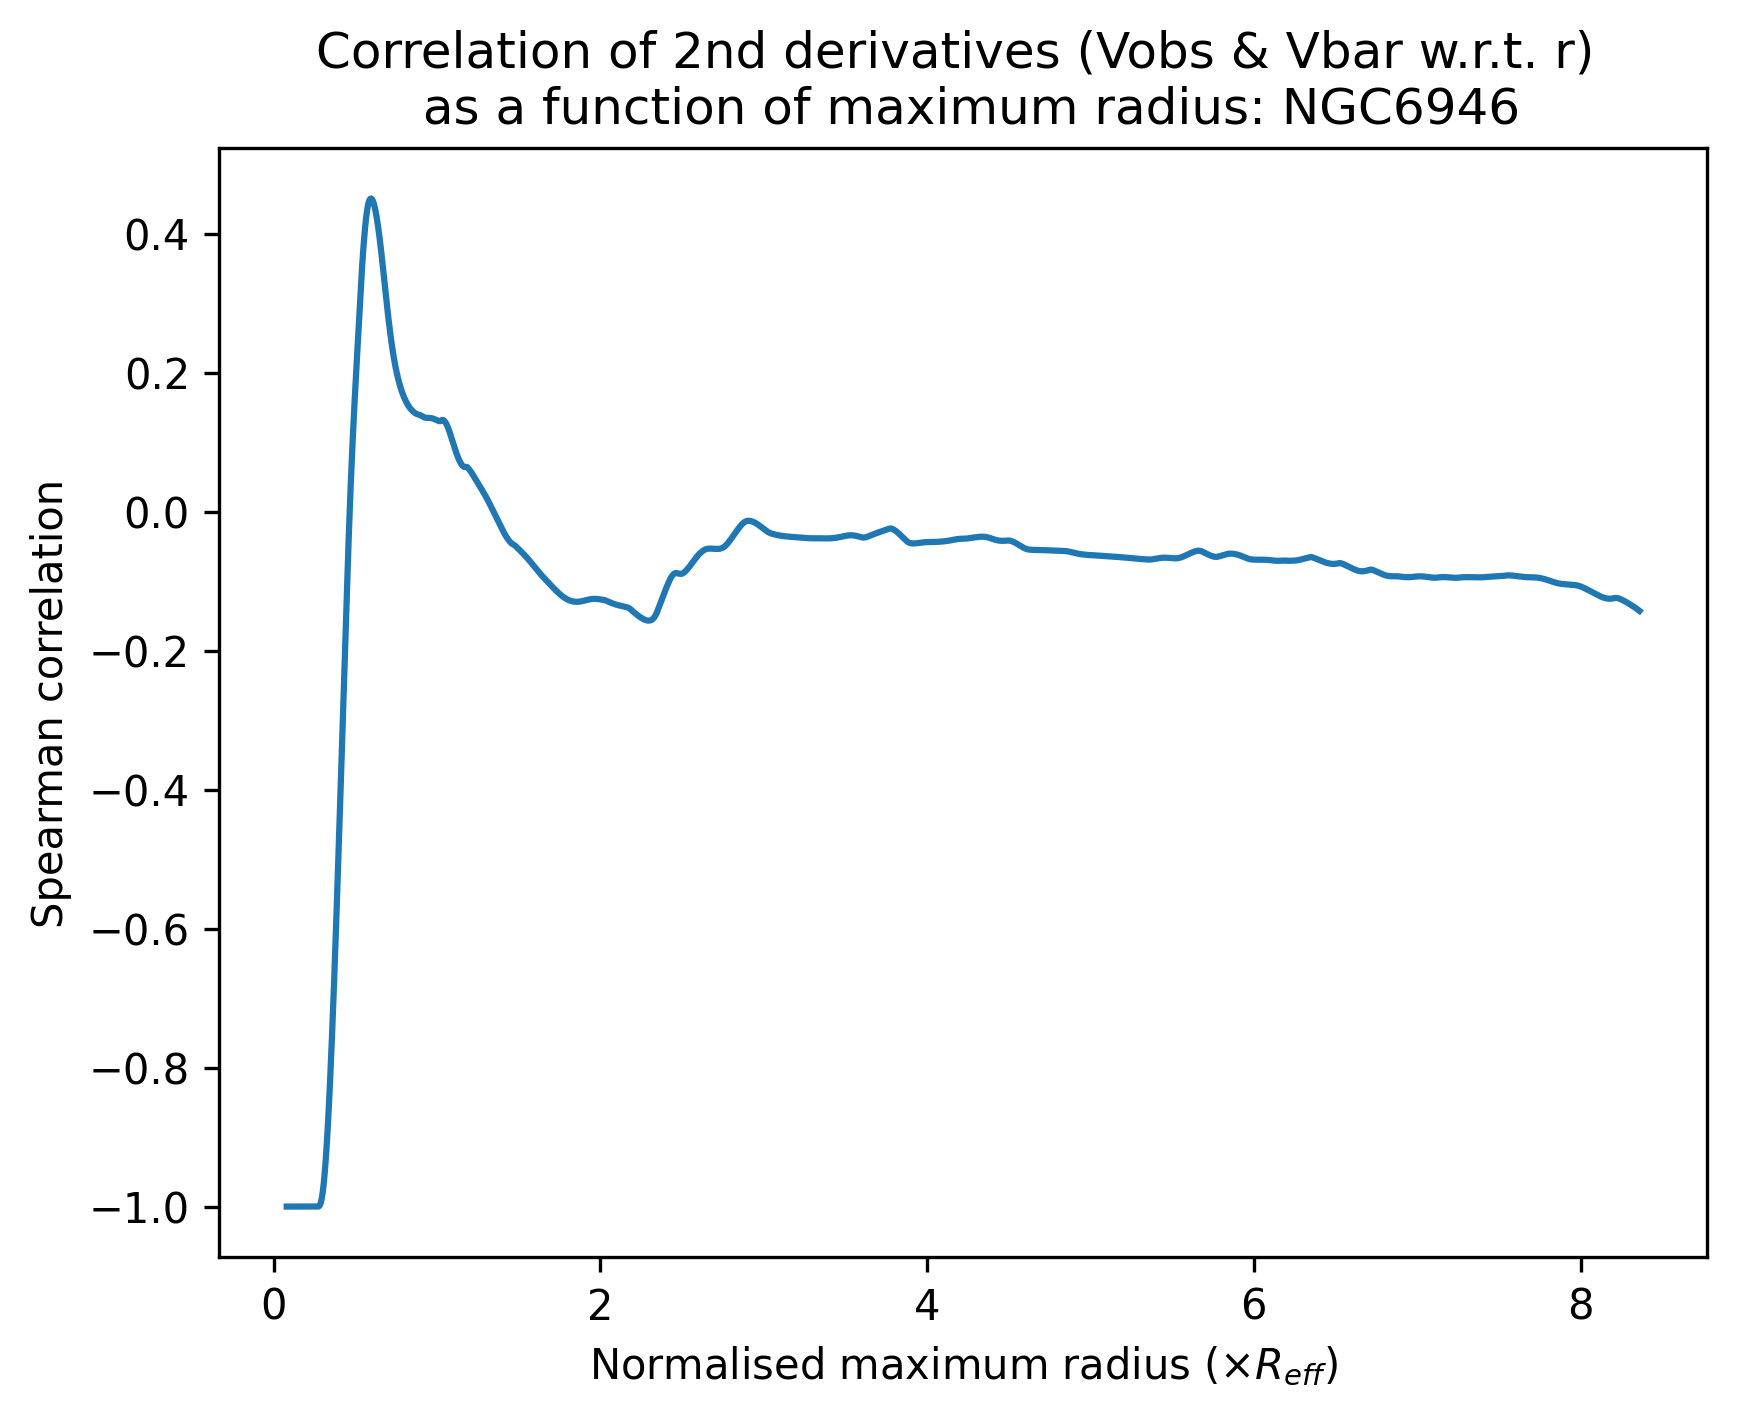 Correlation of 2nd derivatives (Vobs & Vbar w.r.t. r)
as a function of maximum radius: NGC6946
Spearman correlation
0.4
0.2
0.0
−0.2
−0.4
−0.6
−0.8
−1.0
0 2 4 6 8
Normalised maximum radius (×R_eff)